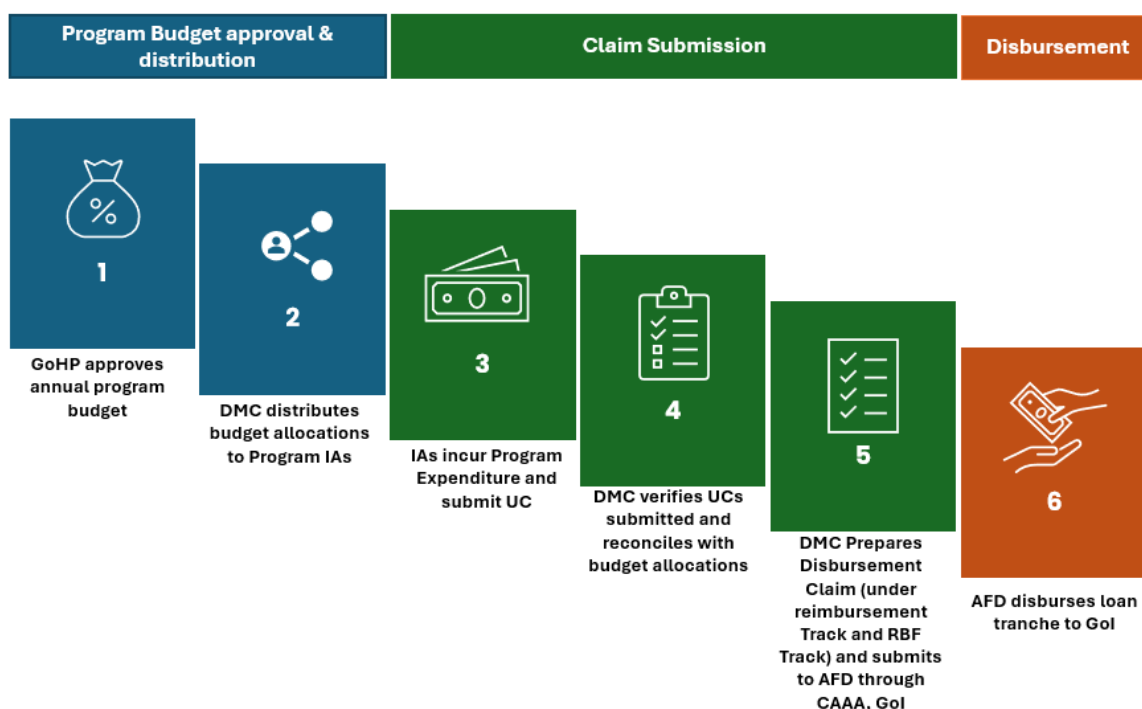 Program Budget approval &
distribution
Claim Submission
Disbursement
1
GoHP approves
annual program
budget
2
DMC distributes
budget allocations
to Program IAs
3
IAs incur Program
Expenditure and
submit UC
4
DMC verifies UCs
submitted and
reconciles with
budget allocations
5
DMC Prepares
Disbursement
Claim (under
reimbursement
Track and RBF
Track) and submits
to AFD through
CAAA, GoI
6
AFD disburses loan
tranche to GoI